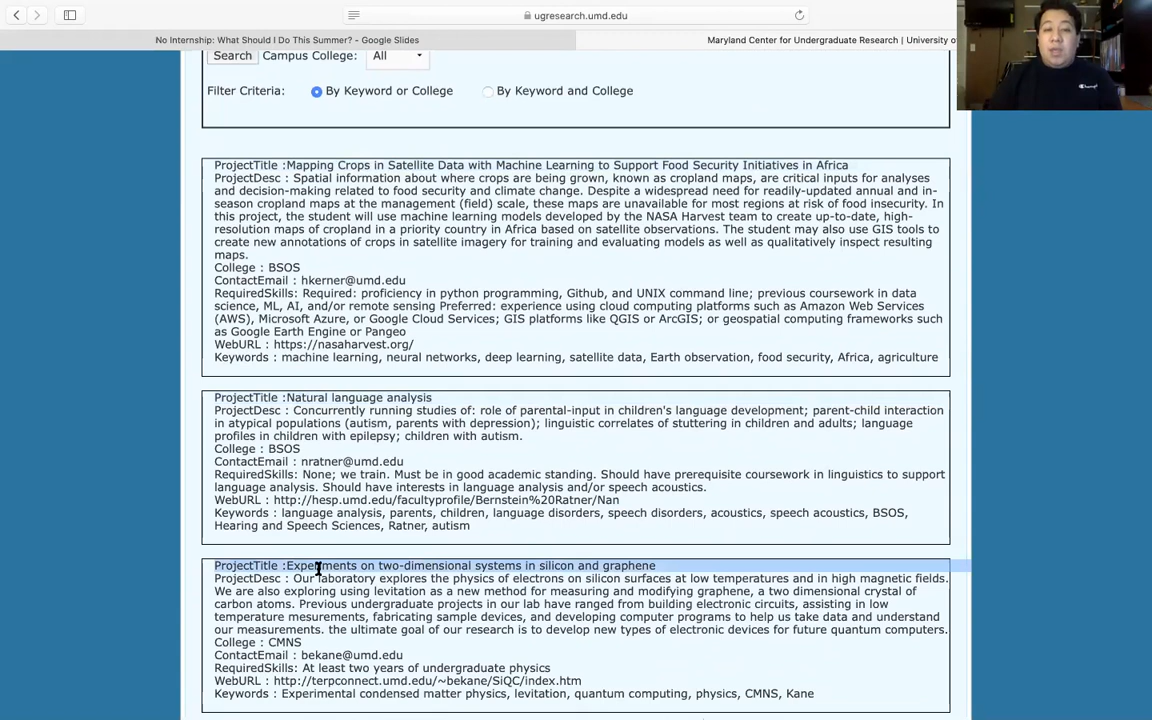 ugresearch.umd.edu
No Internship: What Should I Do This Summer? - Google Slides
Maryland Center for Undergraduate Research | University of
Search Campus College: All
Filter Criteria: By Keyword or College By Keyword and College
ProjectTitle :Mapping Crops in Satellite Data with Machine Learning to Support Food Security Initiatives in Africa
ProjectDesc : Spatial information about where crops are being grown, known as cropland maps, are critical inputs for analyses
and decision-making related to food security and climate change. Despite a widespread need for readily-updated annual and in-
season cropland maps at the management (field) scale, these maps are unavailable for most regions at risk of food insecurity. In
this project, the student will use machine learning models developed by the NASA Harvest team to create up-to-date, high-
resolution maps of cropland in a priority country in Africa based on satellite observations. The student may also use GIS tools to
create new annotations of crops in satellite imagery for training and evaluating models as well as qualitatively inspect resulting
maps.
College : BSOS
ContactEmail : hkerner@umd.edu
RequiredSkills: Required: proficiency in python programming, Github, and UNIX command line; previous coursework in data
science, ML, AI, and/or remote sensing Preferred: experience using cloud computing platforms such as Amazon Web Services
(AWS), Microsoft Azure, or Google Cloud Services; GIS platforms like QGIS or ArcGIS; or geospatial computing frameworks such
as Google Earth Engine or Pangeo
WebURL : https://nasaharvest.org/
Keywords : machine learning, neural networks, deep learning, satellite data, Earth observation, food security, Africa, agriculture
ProjectTitle :Natural language analysis
ProjectDesc : Concurrently running studies of: role of parental-input in children's language development; parent-child interaction
in atypical populations (autism, parents with depression); linguistic correlates of stuttering in children and adults; language
profiles in children with epilepsy; children with autism.
College : BSOS
ContactEmail : nratner@umd.edu
RequiredSkills: None; we train. Must be in good academic standing. Should have prerequisite coursework in linguistics to support
language analysis. Should have interests in language analysis and/or speech acoustics.
WebURL : http://hesp.umd.edu/facultyprofile/Bernstein%20Ratner/Nan
Keywords : language analysis, parents, children, language disorders, speech disorders, acoustics, speech acoustics, BSOS,
Hearing and Speech Sciences, Ratner, autism
ProjectTitle :Experiments on two-dimensional systems in silicon and graphene
ProjectDesc : Our laboratory explores the physics of electrons on silicon surfaces at low temperatures and in high magnetic fields.
We are also exploring using levitation as a new method for measuring and modifying graphene, a two dimensional crystal of
carbon atoms. Previous undergraduate projects in our lab have ranged from building electronic circuits, assisting in low
temperature mesurements, fabricating sample devices, and developing computer programs to help us take data and understand
our measurements. the ultimate goal of our research is to develop new types of electronic devices for future quantum computers.
College : CMNS
ContactEmail : bekane@umd.edu
RequiredSkills: At least two years of undergraduate physics
WebURL : http://terpconnect.umd.edu/~bekane/SiQC/index.htm
Keywords : Experimental condensed matter physics, levitation, quantum computing, physics, CMNS, Kane